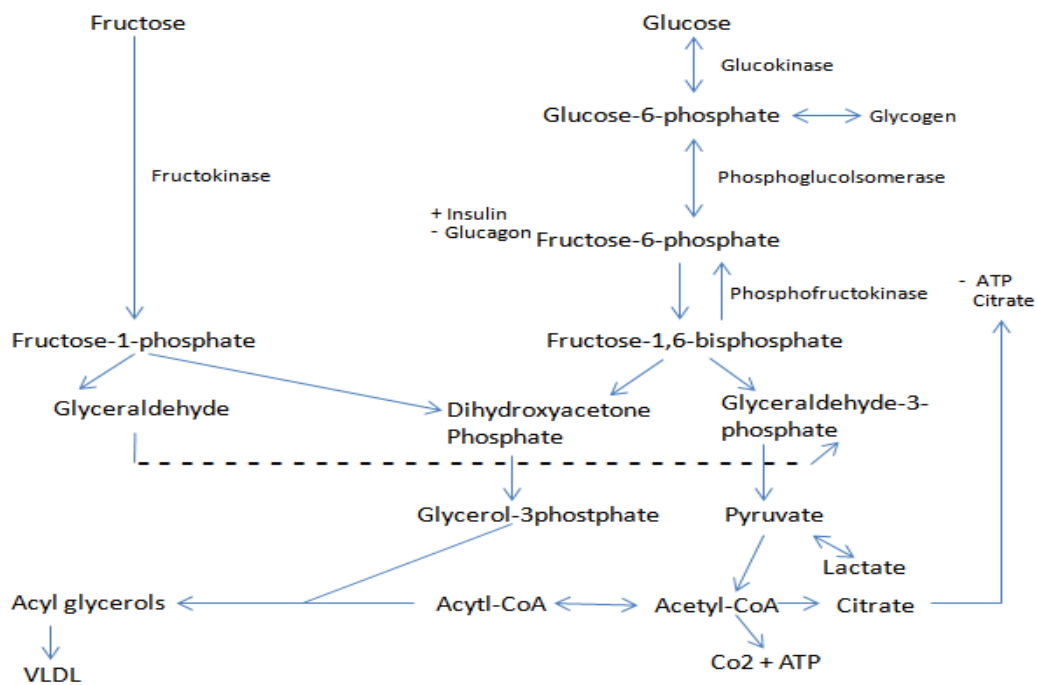 Fructose
Glucose
Glucokinase
Glucose-6-phosphate
Glycogen
Fructokinase
Phosphoglucolsomerase
+ Insulin
- Glucagon
Fructose-6-phosphate
- ATP
Citrate
Phosphofructokinase
Fructose-1-phosphate
Fructose-1,6-bisphosphate
Glyceraldehyde
Dihydroxyacetone
Phosphate
Glyceraldehyde-3-
phosphate
Glycerol-3phostphate
Pyruvate
Lactate
Acyl glycerols
Acytl-CoA
Acetyl-CoA
Citrate
VLDL
Co2 + ATP